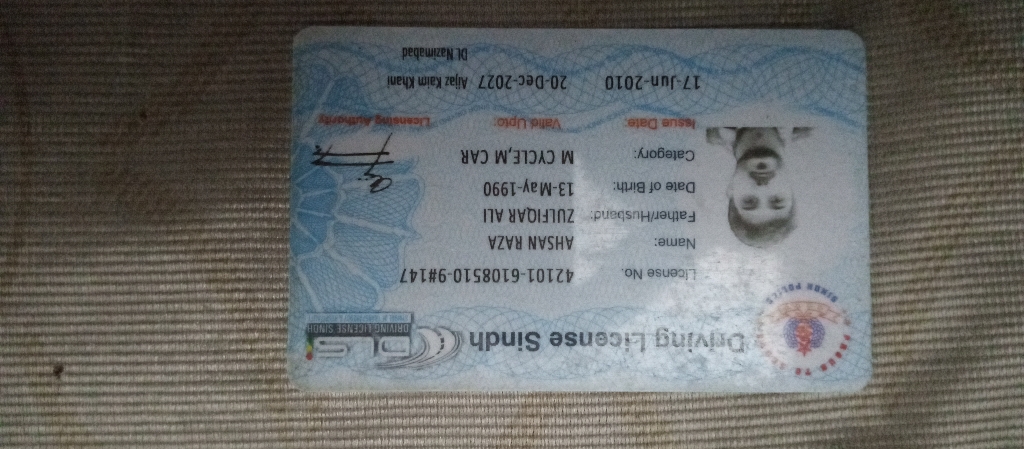 Driving License Sindh
DLS
DRIVING LICENSE SINDH
SINDH POLICE
License No. 42101-6108510-9#147
Name: AHSAN RAZA
Father/Husband: ZULFIQAR ALI
Date of Birth: 13-May-1990
Category: M CYCLE,M CAR
Issue Date: Valid Upto: Licensing Authority
17-Jun-2010 20-Dec-2027 Aijaz Kaim Khani
DL Nazimabad